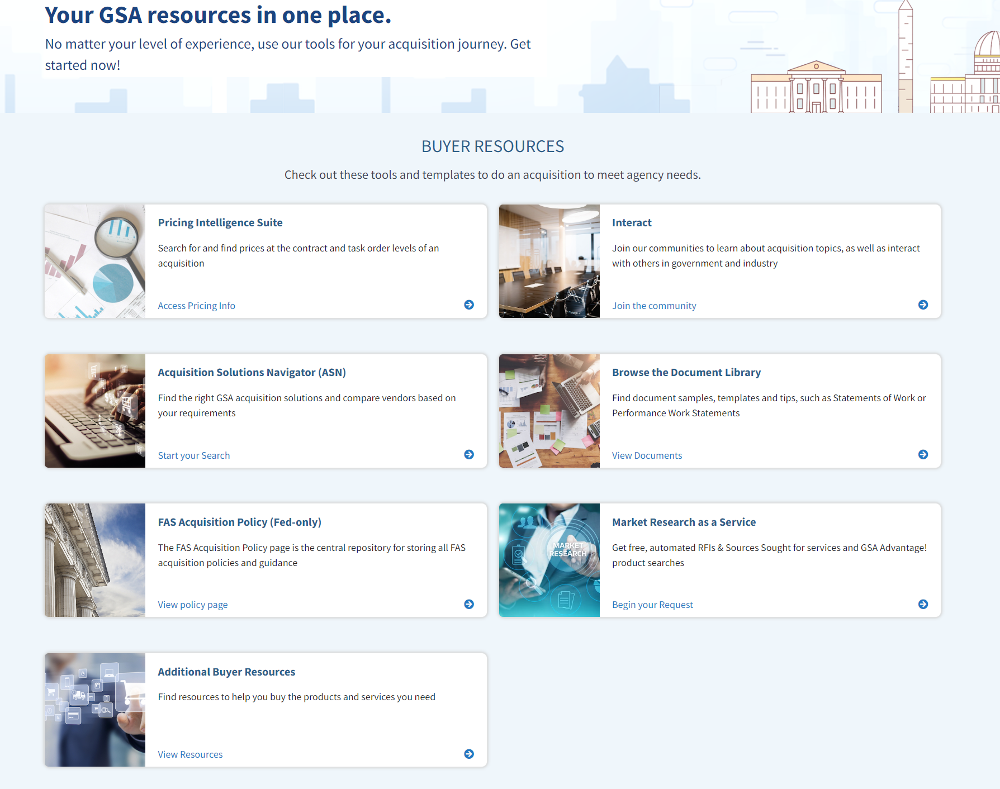 Your GSA resources in one place.
No matter your level of experience, use our tools for your acquisition journey. Get
started now!
BUYER RESOURCES
Check out these tools and templates to do an acquisition to meet agency needs.
Pricing Intelligence Suite
Search for and find prices at the contract and task order levels of an
acquisition
Access Pricing Info
Interact
Join our communities to learn about acquisition topics, as well as interact
with others in government and industry
Join the community
Acquisition Solutions Navigator (ASN)
Find the right GSA acquisition solutions and compare vendors based on
your requirements
Start your Search
Browse the Document Library
Find document samples, templates and tips, such as Statements of Work or
Performance Work Statements
View Documents
FAS Acquisition Policy (Fed-only)
The FAS Acquisition Policy page is the central repository for storing all FAS
acquisition policies and guidance
View policy page
MARKET
RESEARCH
Market Research as a Service
Get free, automated RFIs & Sources Sought for services and GSA Advantage!
product searches
Begin your Request
Additional Buyer Resources
Find resources to help you buy the products and services you need
View Resources